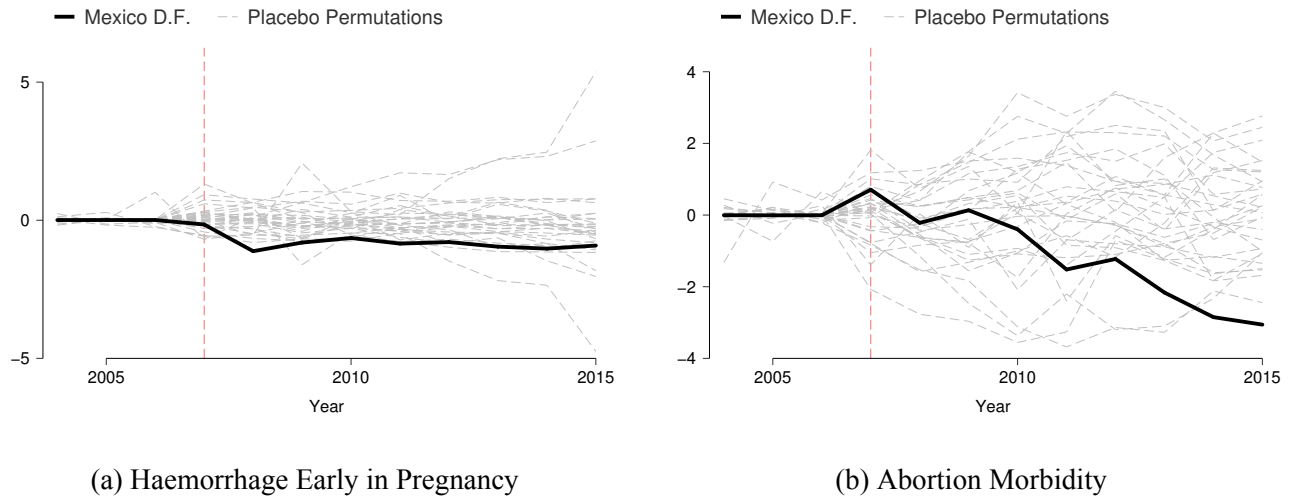 Mexico D.F. Placebo Permutations
5
0
−5
2005 2010 2015
Year
(a) Haemorrhage Early in Pregnancy
Mexico D.F. Placebo Permutations
4
2
0
−2
−4
2005 2010 2015
Year
(b) Abortion Morbidity